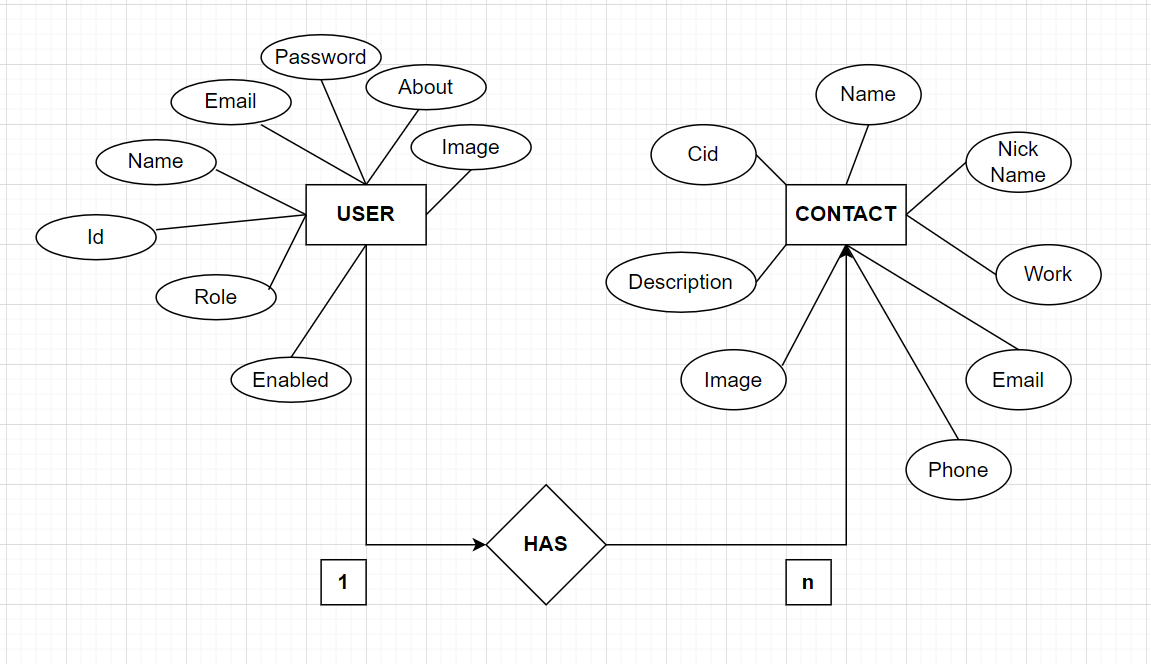 Password
About
Email
Image
Name
Id
USER
Role
Enabled
Name
Cid
Nick
Name
CONTACT
Work
Description
Image
Email
Phone
HAS
1
n